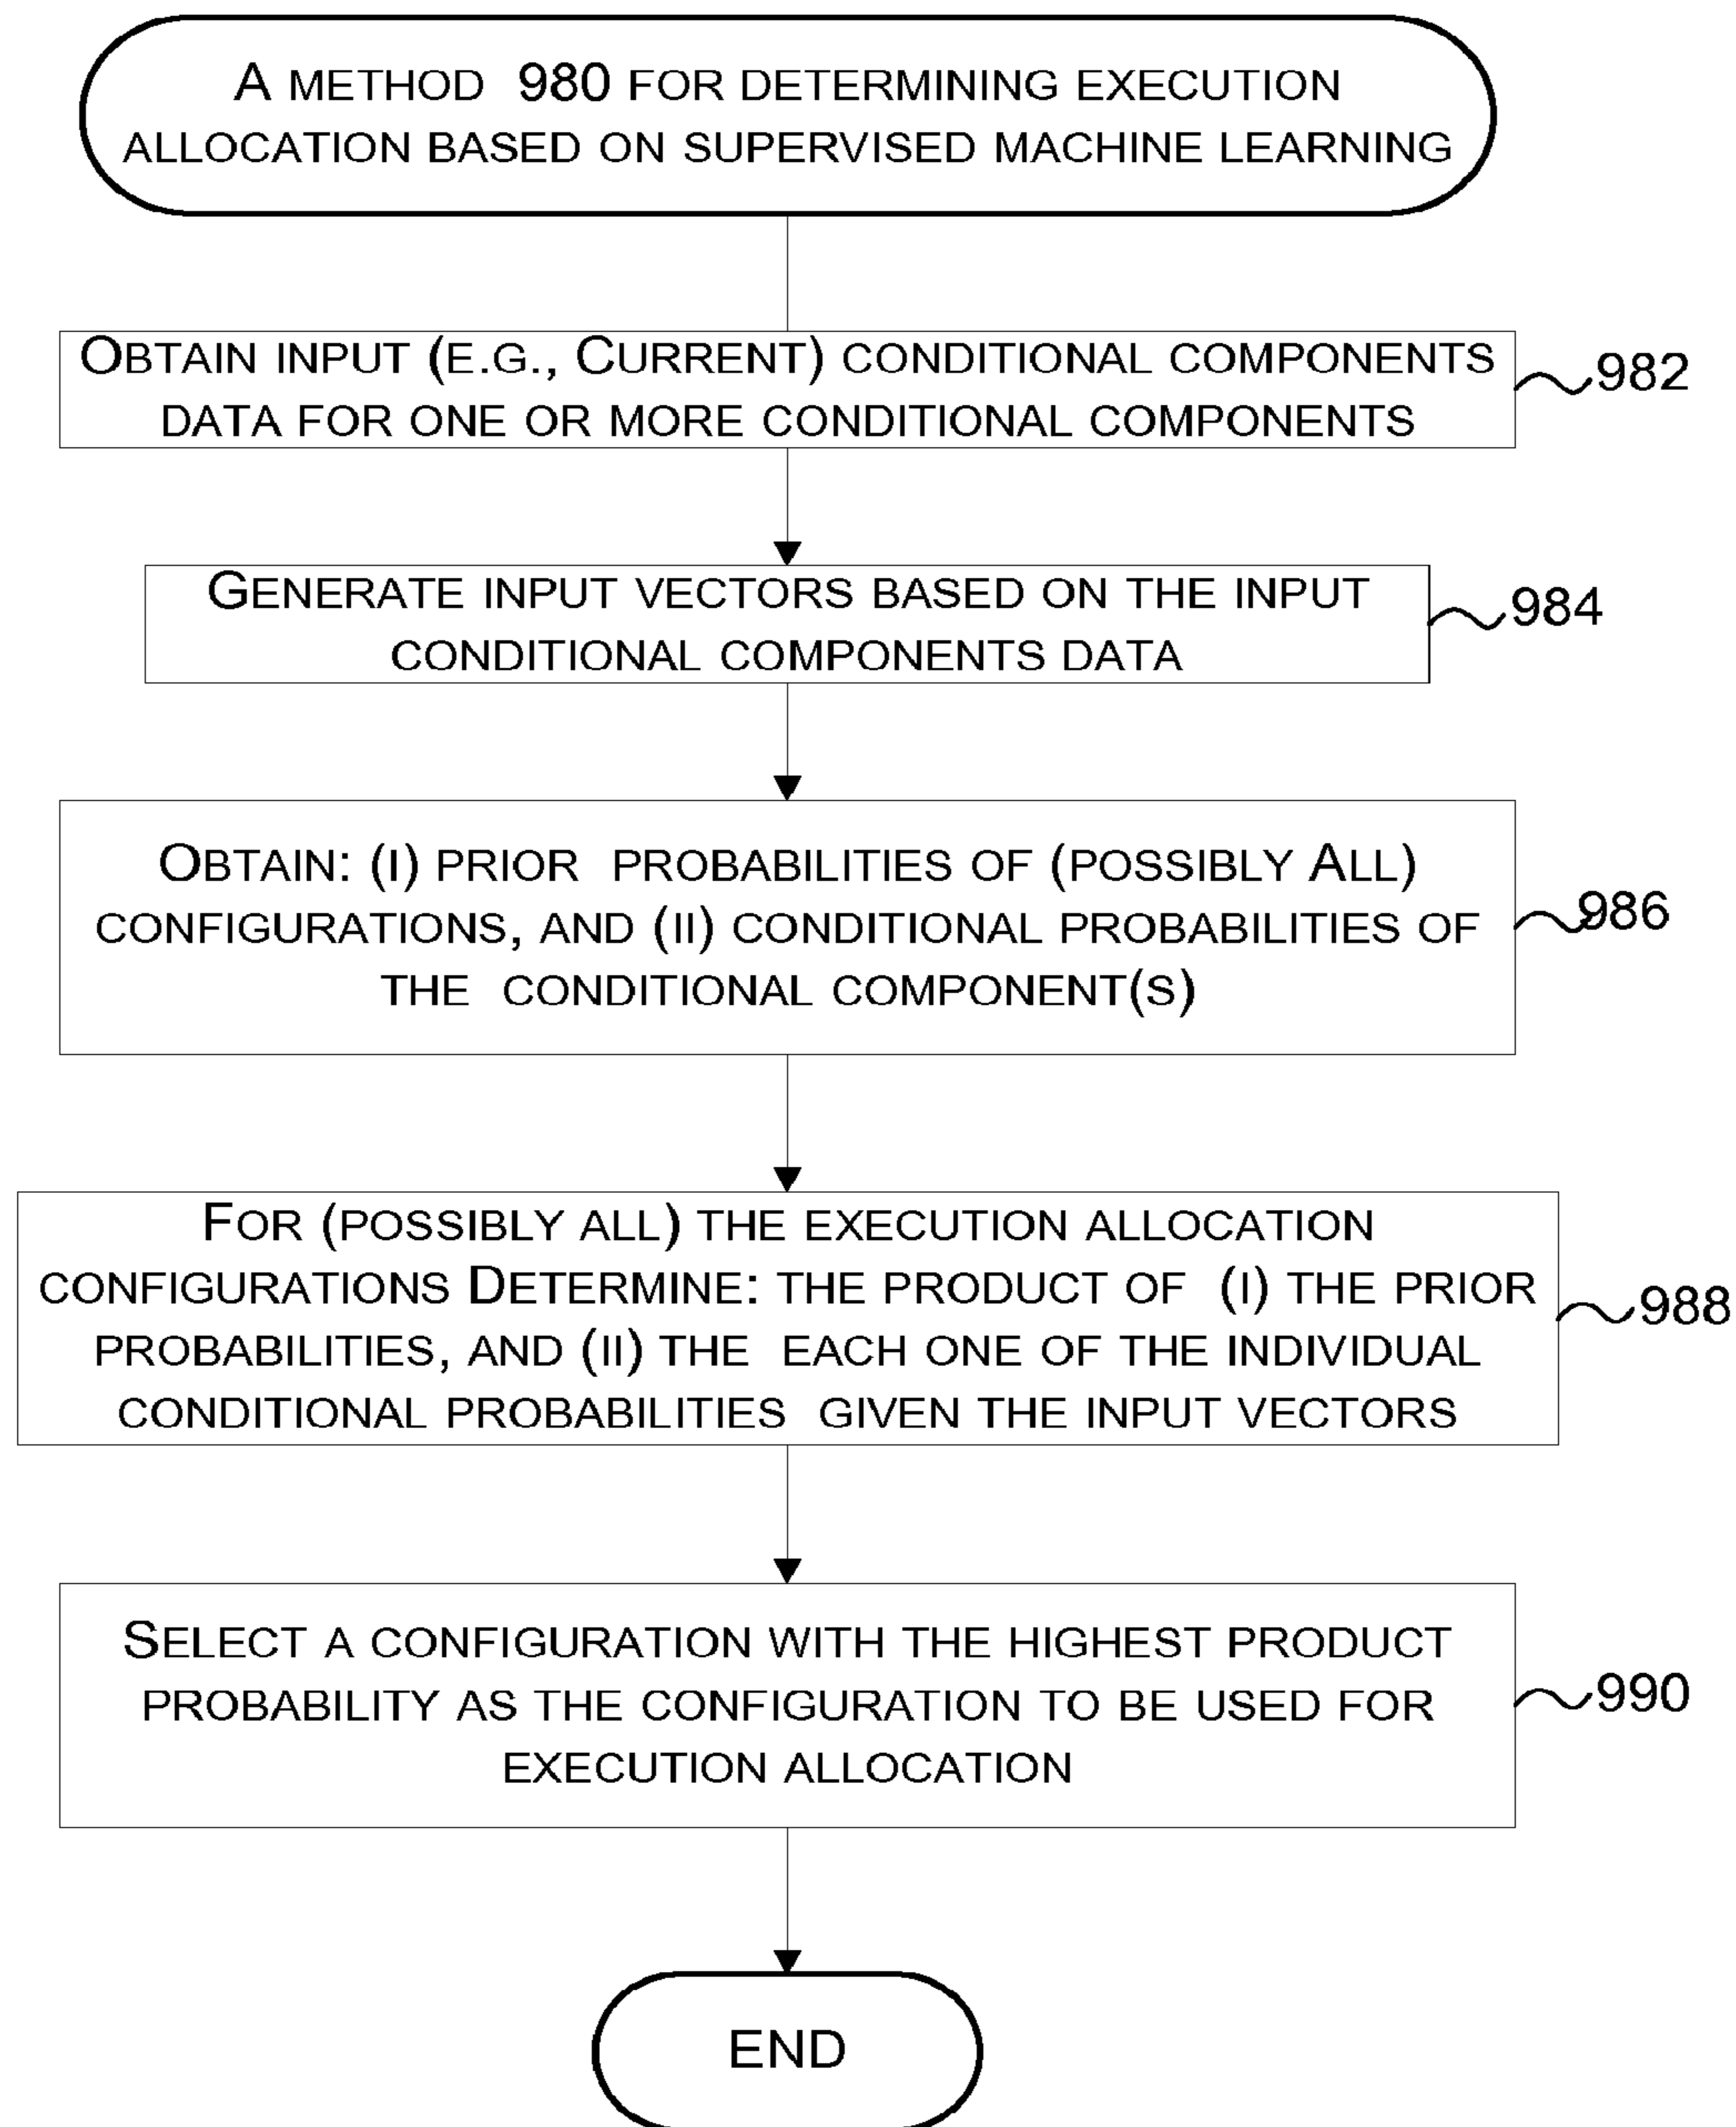 A METHOD 980 FOR DETERMINING EXECUTION
ALLOCATION BASED ON SUPERVISED MACHINE LEARNING
OBTAIN INPUT (E.G., CURRENT) CONDITIONAL COMPONENTS
DATA FOR ONE OR MORE CONDITIONAL COMPONENTS
982
GENERATE INPUT VECTORS BASED ON THE INPUT
CONDITIONAL COMPONENTS DATA
984
OBTAIN: (I) PRIOR PROBABILITIES OF (POSSIBLY ALL)
CONFIGURATIONS, AND (II) CONDITIONAL PROBABILITIES OF
THE CONDITIONAL COMPONENT(S)
986
FOR (POSSIBLY ALL) THE EXECUTION ALLOCATION
CONFIGURATIONS DETERMINE: THE PRODUCT OF (I) THE PRIOR
PROBABILITIES, AND (II) THE EACH ONE OF THE INDIVIDUAL
CONDITIONAL PROBABILITIES GIVEN THE INPUT VECTORS
988
SELECT A CONFIGURATION WITH THE HIGHEST PRODUCT
PROBABILITY AS THE CONFIGURATION TO BE USED FOR
EXECUTION ALLOCATION
990
END